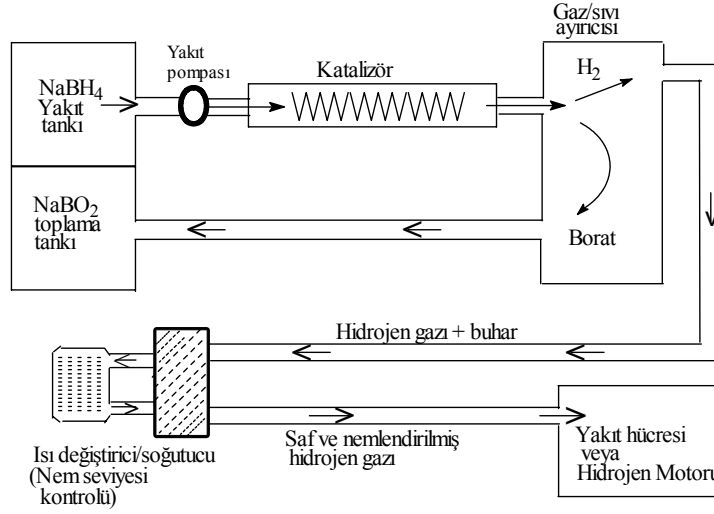 Gaz/sıvı
ayırıcısı
Yakıt
pompası
Katalizör
H2
NaBH4
Yakıt
tankı
NaBO2
toplama
tankı
Borat
Hidrojen gazı + buhar
Isı değiştirici/soğutucu
(Nem seviyesi
kontrolü)
Saf ve nemlendirilmiş
hidrojen gazı
Yakıt hücresi
veya
Hidrojen Motoru